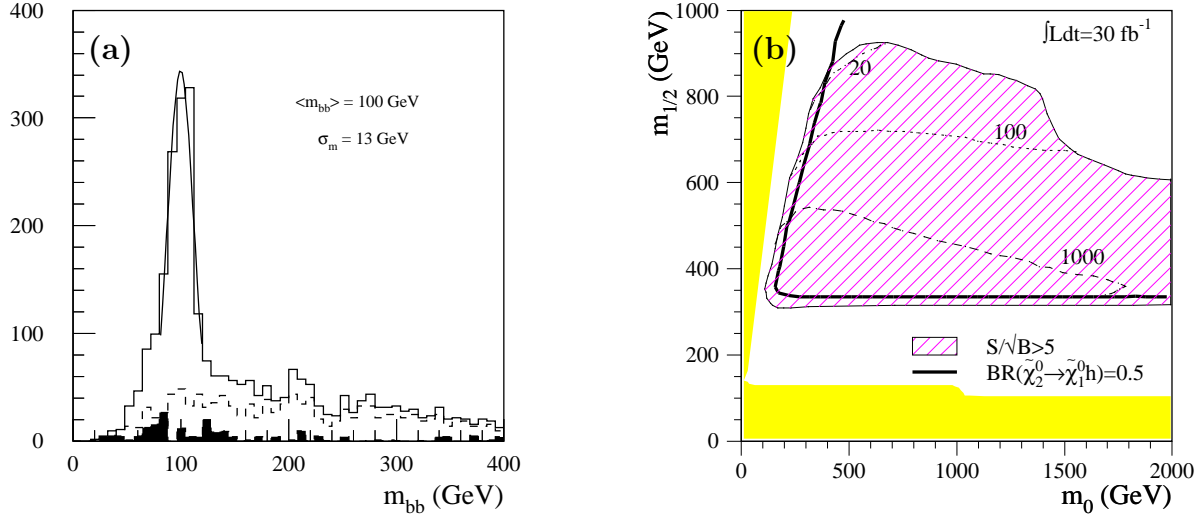 (a)
400
300
200
100
0
<m_bb> = 100 GeV
σ_m = 13 GeV
0 100 200 300 400
m_bb (GeV)
(b)
∫Ldt=30 fb⁻¹
m_1/2 (GeV)
1000
800
600
400
200
0
20
100
1000
S/√B>5
BR(χ̃⁰₂→χ̃⁰₁h)=0.5
0 500 1000 1500 2000
m_0 (GeV)